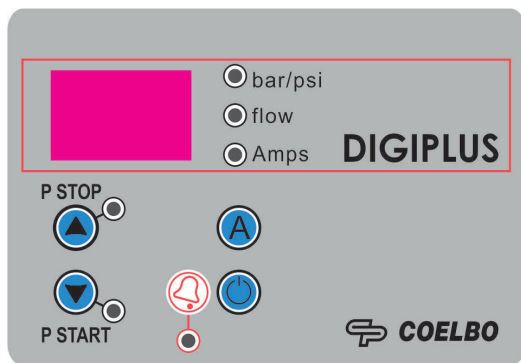 bar/psi
flow
Amps
DIGIPLUS
P STOP
A
P START
COELBO